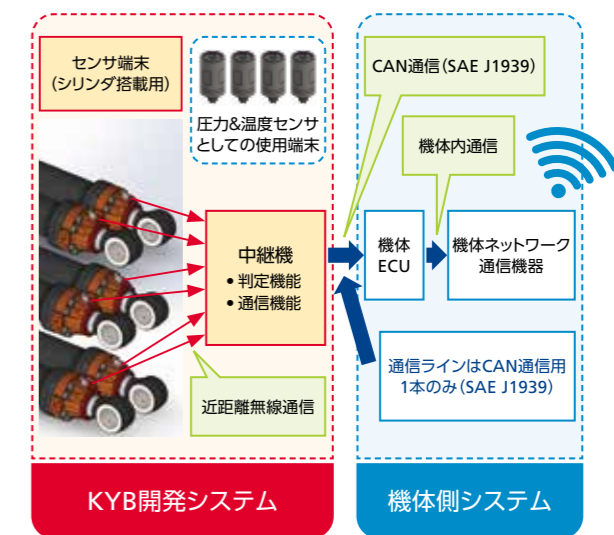 センサ端末
（シリンダ搭載用）
圧力&温度センサ
としての使用端末
CAN通信（SAE J1939）
機体内通信
中継機
• 判定機能
• 通信機能
機体
ECU
機体ネットワーク
通信機器
近距離無線通信
通信ラインはCAN通信用
1本のみ（SAE J1939）
KYB開発システム
機体側システム